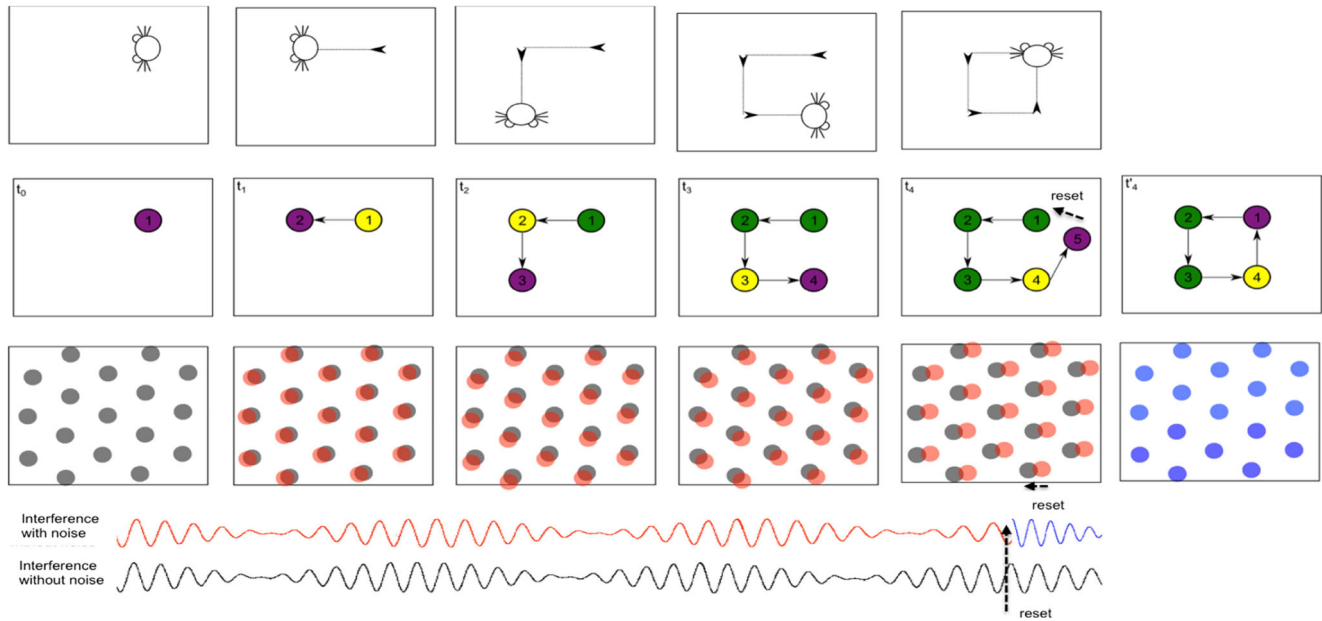 t0
1
t1
2 1
t2
2 1
3
t3
2 1
3 4
t4
reset
2 1
5
3 4
t'4
2 1
3 4
reset
Interference
with noise
Interference
without noise
reset